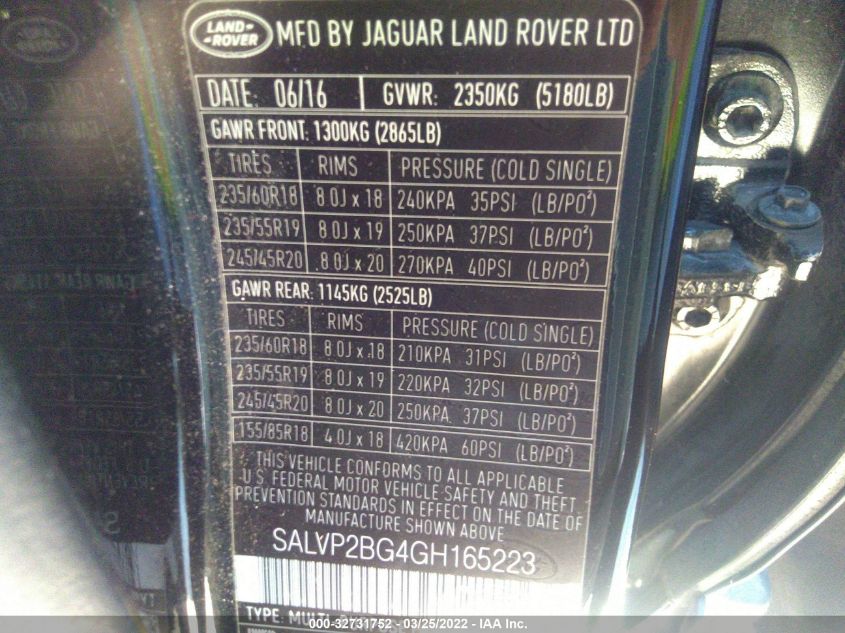 LAND-
-ROVER
MFD BY JAGUAR LAND ROVER LTD
DATE: 06/16 GVWR: 2350KG (5180LB)
GAWR FRONT: 1300KG (2865LB)
TIRES RIMS PRESSURE (COLD SINGLE)
235/60R18 8.0J x 18 240KPA 35PSI (LB/PO²)
235/55R19 8.0J x 19 250KPA 37PSI (LB/PO²)
245/45R20 8.0J x 20 270KPA 40PSI (LB/PO²)
GAWR REAR: 1145KG (2525LB)
TIRES RIMS PRESSURE (COLD SINGLE)
235/60R18 8.0J x 18 210KPA 31PSI (LB/PO²)
235/55R19 8.0J x 19 220KPA 32PSI (LB/PO²)
245/45R20 8.0J x 20 250KPA 37PSI (LB/PO²)
155/85R18 4.0J x 18 420KPA 60PSI (LB/PO²)
THIS VEHICLE CONFORMS TO ALL APPLICABLE
U.S. FEDERAL MOTOR VEHICLE SAFETY AND THEFT
PREVENTION STANDARDS IN EFFECT ON THE DATE OF
MANUFACTURE SHOWN ABOVE
SALVP2BG4GH165223
TYPE: MULTI
000-32731752 - 03/25/2022 - IAA Inc.